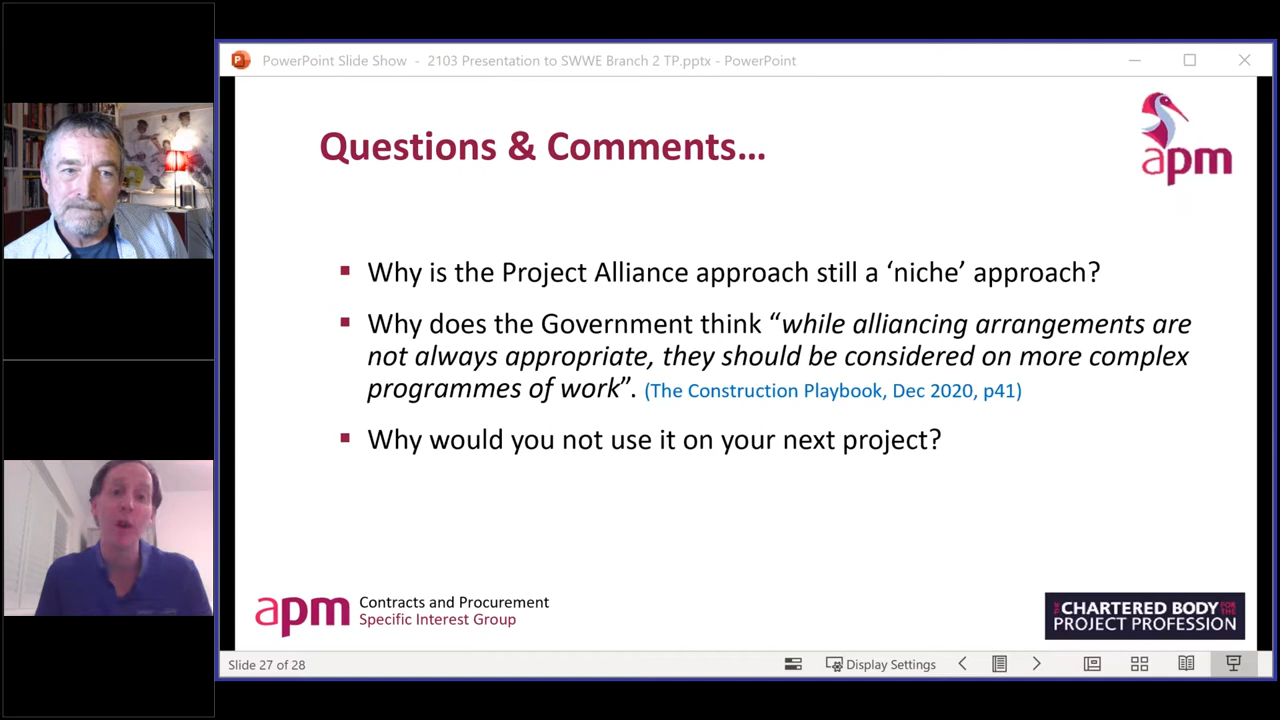 PowerPoint Slide Show - 2103 Presentation to SWWE Branch 2 TP.pptx - PowerPoint
Questions & Comments...
apm
▪ Why is the Project Alliance approach still a ‘niche’ approach?
▪ Why does the Government think “while alliancing arrangements are
not always appropriate, they should be considered on more complex
programmes of work”. (The Construction Playbook, Dec 2020, p41)
▪ Why would you not use it on your next project?
apm
Contracts and Procurement
Specific Interest Group
THE CHARTERED BODY FOR THE
PROJECT PROFESSION
Slide 27 of 28
Display Settings